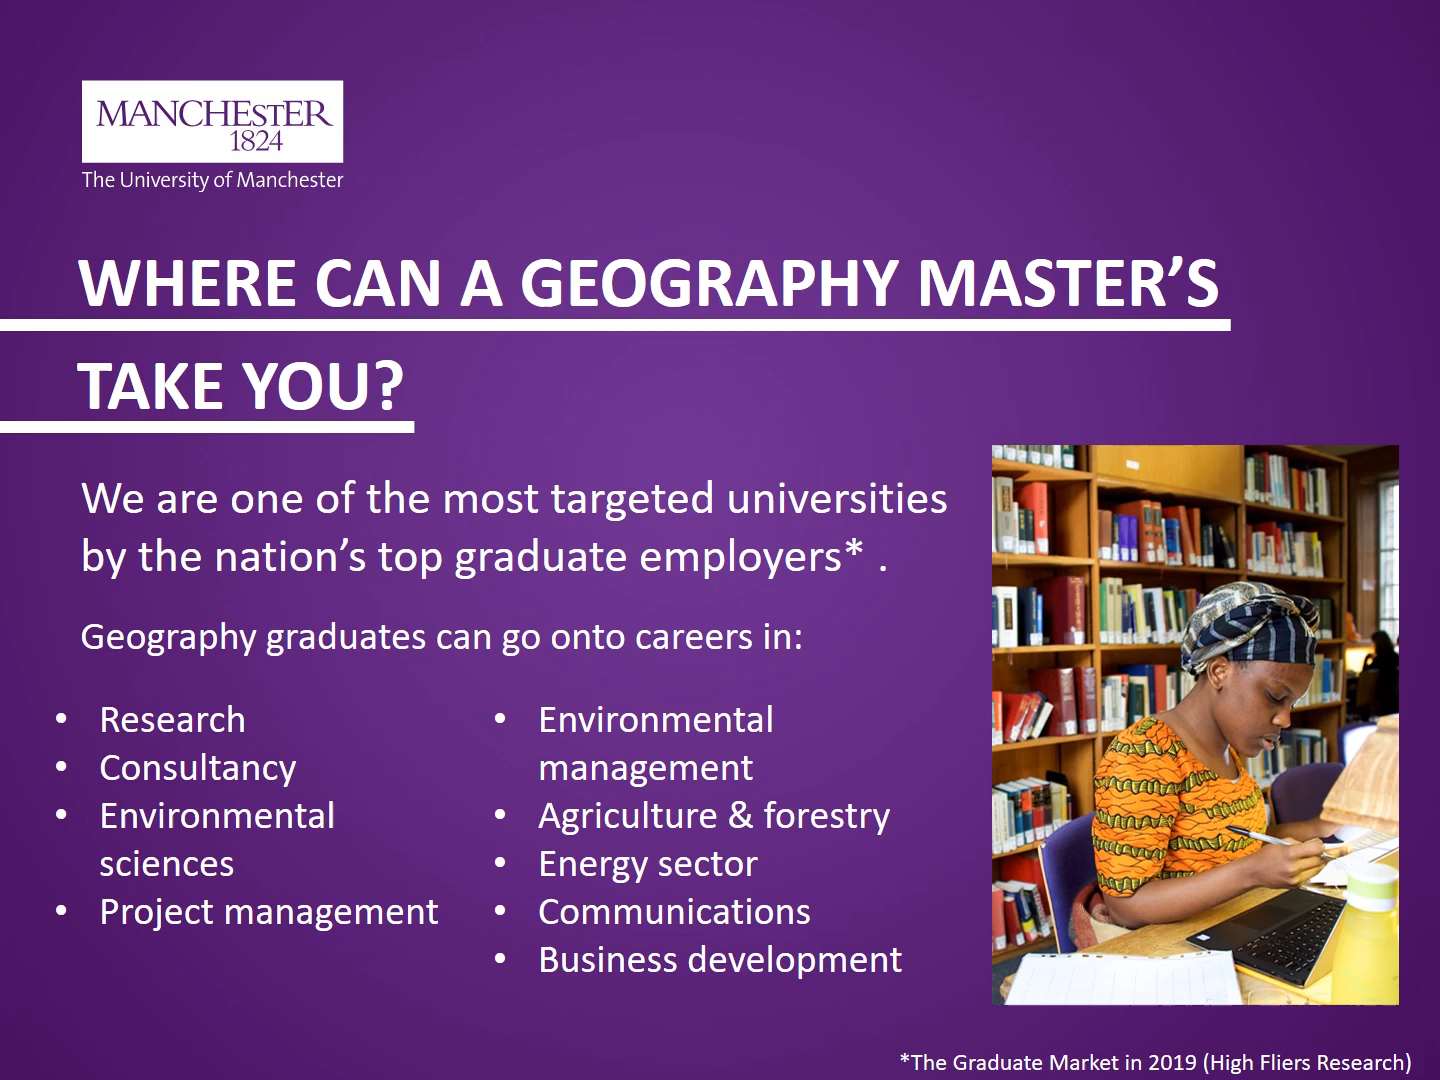 MANCHESTER
1824
The University of Manchester
WHERE CAN A GEOGRAPHY MASTER’S
TAKE YOU?
We are one of the most targeted universities
by the nation’s top graduate employers* .
Geography graduates can go onto careers in:
• Research
• Consultancy
• Environmental
sciences
• Project management
• Environmental
management
• Agriculture & forestry
• Energy sector
• Communications
• Business development
*The Graduate Market in 2019 (High Fliers Research)